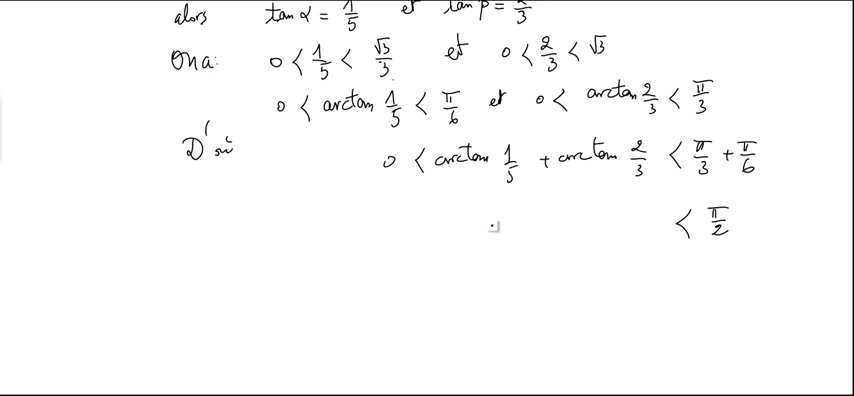 alors tan α = 1/5 et tan β = 2/3
On a: 0 < 1/5 < √3/3 et 0 < 2/3 < √3
0 < arctan 1/5 < π/6 et 0 < arctan 2/3 < π/3
D'où
0 < arctan 1/5 + arctan 2/3 < π/3 + π/6
< π/2